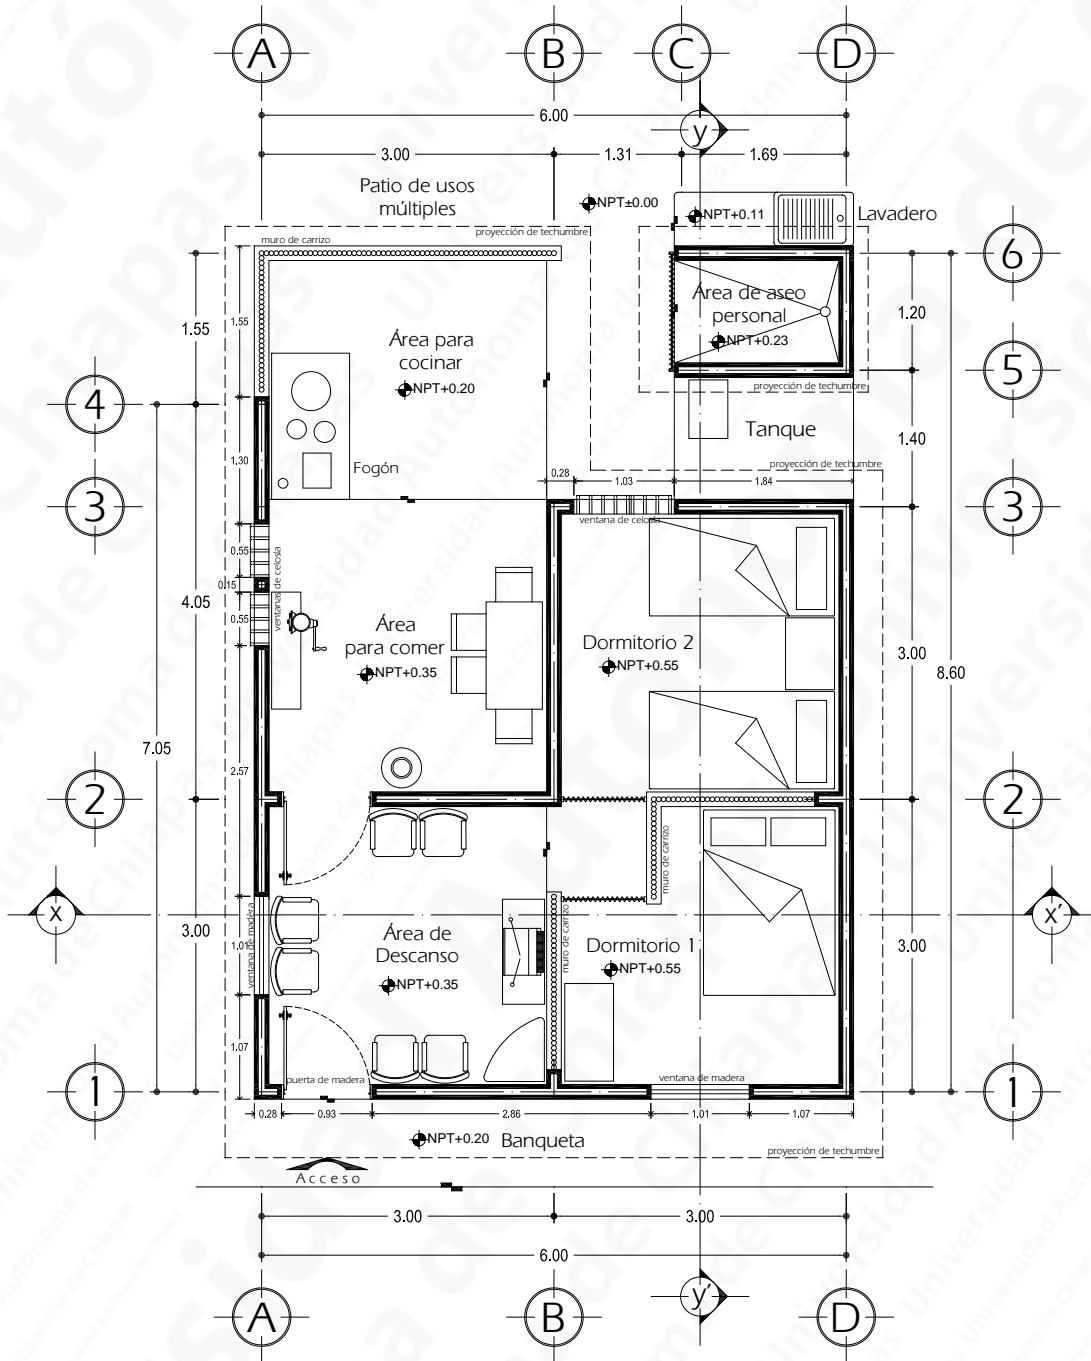 A
B
C
D
6.00
y
3.00
1.31
1.69
Patio de usos
múltiples
NPT±0.00
NPT+0.11
Lavadero
proyección de techumbre
muro de carrizo
6
1.55
1.55
Área para
cocinar
NPT+0.20
Área de aseo
personal
NPT+0.23
1.20
5
proyección de techumbre
4
Tanque
1.40
1.30
Fogón
proyección de techumbre
0.28
1.03
1.84
3
3
ventana de celosía
0.55
0.15
0.55
ventanas de celosía
4.05
Área
para comer
NPT+0.35
Dormitorio 2
NPT+0.55
3.00
8.60
7.05
2.57
2
2
muro de carrizo
x
x'
3.00
1.01
ventana de madera
Área de
Descanso
NPT+0.35
muro de carrizo
Dormitorio 1
NPT+0.55
3.00
1.07
1
1
puerta de madera
ventana de madera
0.28
0.93
2.86
1.01
1.07
NPT+0.20 Banqueta
proyección de techumbre
Acceso
3.00
3.00
6.00
y'
A
B
D